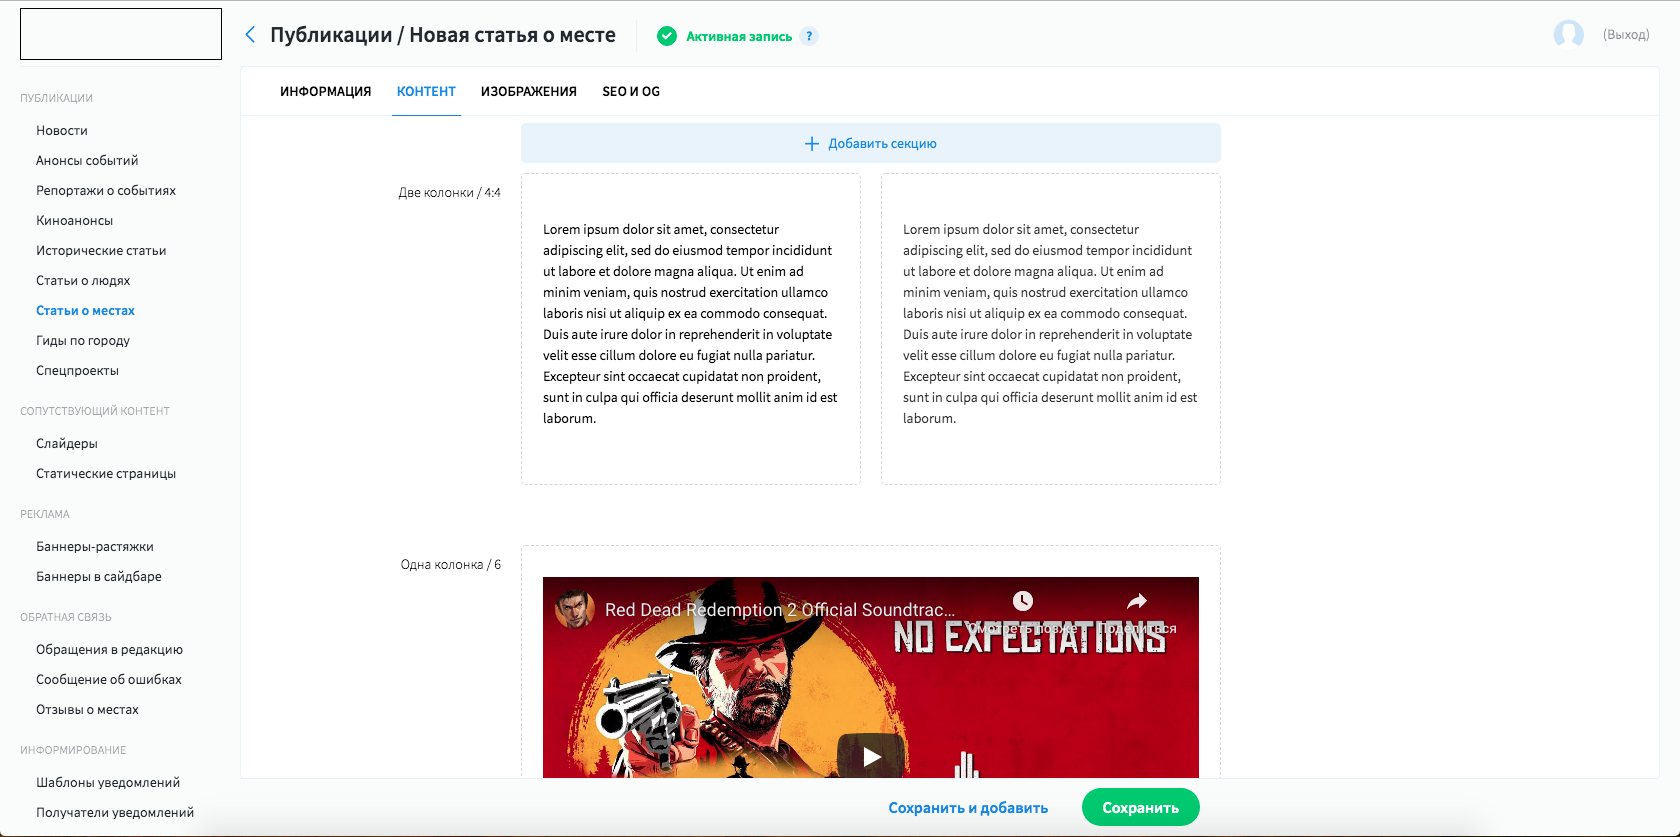 Публикации / Новая статья о месте
Активная запись ?
(Выход)
ПУБЛИКАЦИИ
Новости
Анонсы событий
Репортажи о событиях
Киноанонсы
Исторические статьи
Статьи о людях
Статьи о местах
Гиды по городу
Спецпроекты
СОПУТСТВУЮЩИЙ КОНТЕНТ
Слайдеры
Статические страницы
РЕКЛАМА
Баннеры-растяжки
Баннеры в сайдбаре
ОБРАТНАЯ СВЯЗЬ
Обращения в редакцию
Сообщение об ошибках
Отзывы о местах
ИНФОРМИРОВАНИЕ
Шаблоны уведомлений
Получатели уведомлений
ИНФОРМАЦИЯ КОНТЕНТ ИЗОБРАЖЕНИЯ SEO И OG
Добавить секцию
Две колонки / 4:4
Lorem ipsum dolor sit amet, consectetur
adipiscing elit, sed do eiusmod tempor incididunt
ut labore et dolore magna aliqua. Ut enim ad
minim veniam, quis nostrud exercitation ullamco
laboris nisi ut aliquip ex ea commodo consequat.
Duis aute irure dolor in reprehenderit in voluptate
velit esse cillum dolore eu fugiat nulla pariatur.
Excepteur sint occaecat cupidatat non proident,
sunt in culpa qui officia deserunt mollit anim id est
laborum.
Lorem ipsum dolor sit amet, consectetur
adipiscing elit, sed do eiusmod tempor incididunt
ut labore et dolore magna aliqua. Ut enim ad
minim veniam, quis nostrud exercitation ullamco
laboris nisi ut aliquip ex ea commodo consequat.
Duis aute irure dolor in reprehenderit in voluptate
velit esse cillum dolore eu fugiat nulla pariatur.
Excepteur sint occaecat cupidatat non proident,
sunt in culpa qui officia deserunt mollit anim id est
laborum.
Одна колонка / 6
Red Dead Redemption 2 Official Soundtrac...
Смотреть позже Поделиться
NO EXPECTATIONS
Сохранить и добавить
Сохранить